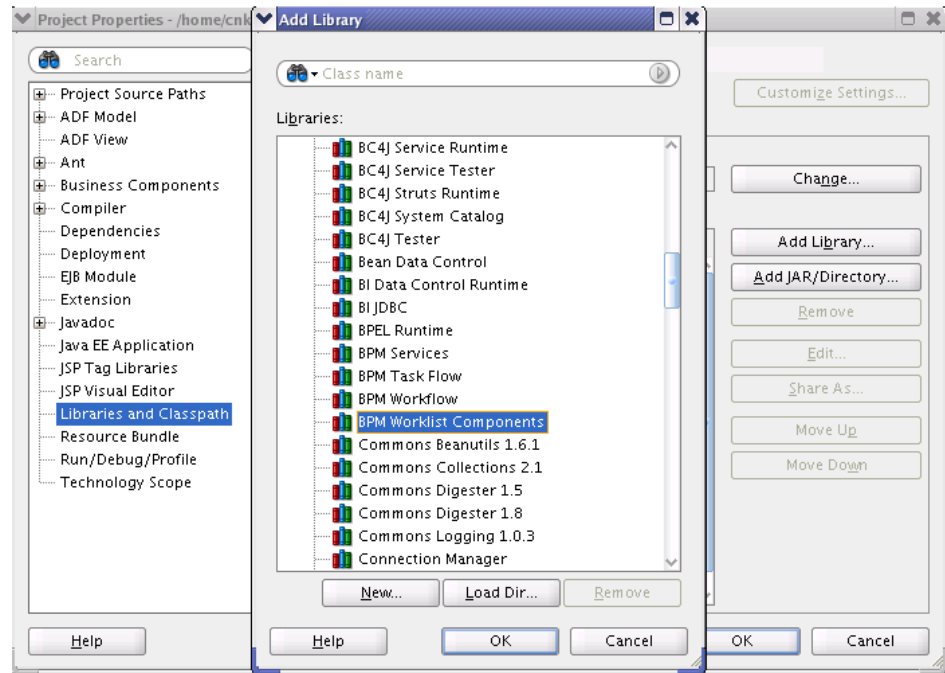 Project Properties - /home/cnk
Search
Project Source Paths
ADF Model
ADF View
Ant
Business Components
Compiler
Dependencies
Deployment
EJB Module
Extension
Javadoc
Java EE Application
JSP Tag Libraries
JSP Visual Editor
Libraries and Classpath
Resource Bundle
Run/Debug/Profile
Technology Scope
Help
Add Library
Class name
Libraries:
BC4J Service Runtime
BC4J Service Tester
BC4J Struts Runtime
BC4J System Catalog
BC4J Tester
Bean Data Control
BI Data Control Runtime
BI JDBC
BPEL Runtime
BPM Services
BPM Task Flow
BPM Workflow
BPM Worklist Components
Commons Beanutils 1.6.1
Commons Collections 2.1
Commons Digester 1.5
Commons Digester 1.8
Commons Logging 1.0.3
Connection Manager
New... Load Dir... Remove
Help OK Cancel
Customize Settings...
Change...
Add Library...
Add JAR/Directory...
Remove
Edit...
Share As...
Move Up
Move Down
OK Cancel